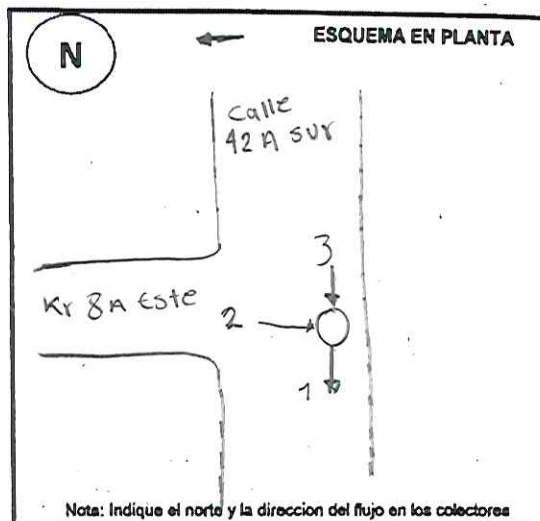 N
ESQUEMA EN PLANTA
Calle
42 A Sur
3
Kr 8A Este
2
1
Nota: Indique el norte y la direccion del flujo en los colectores